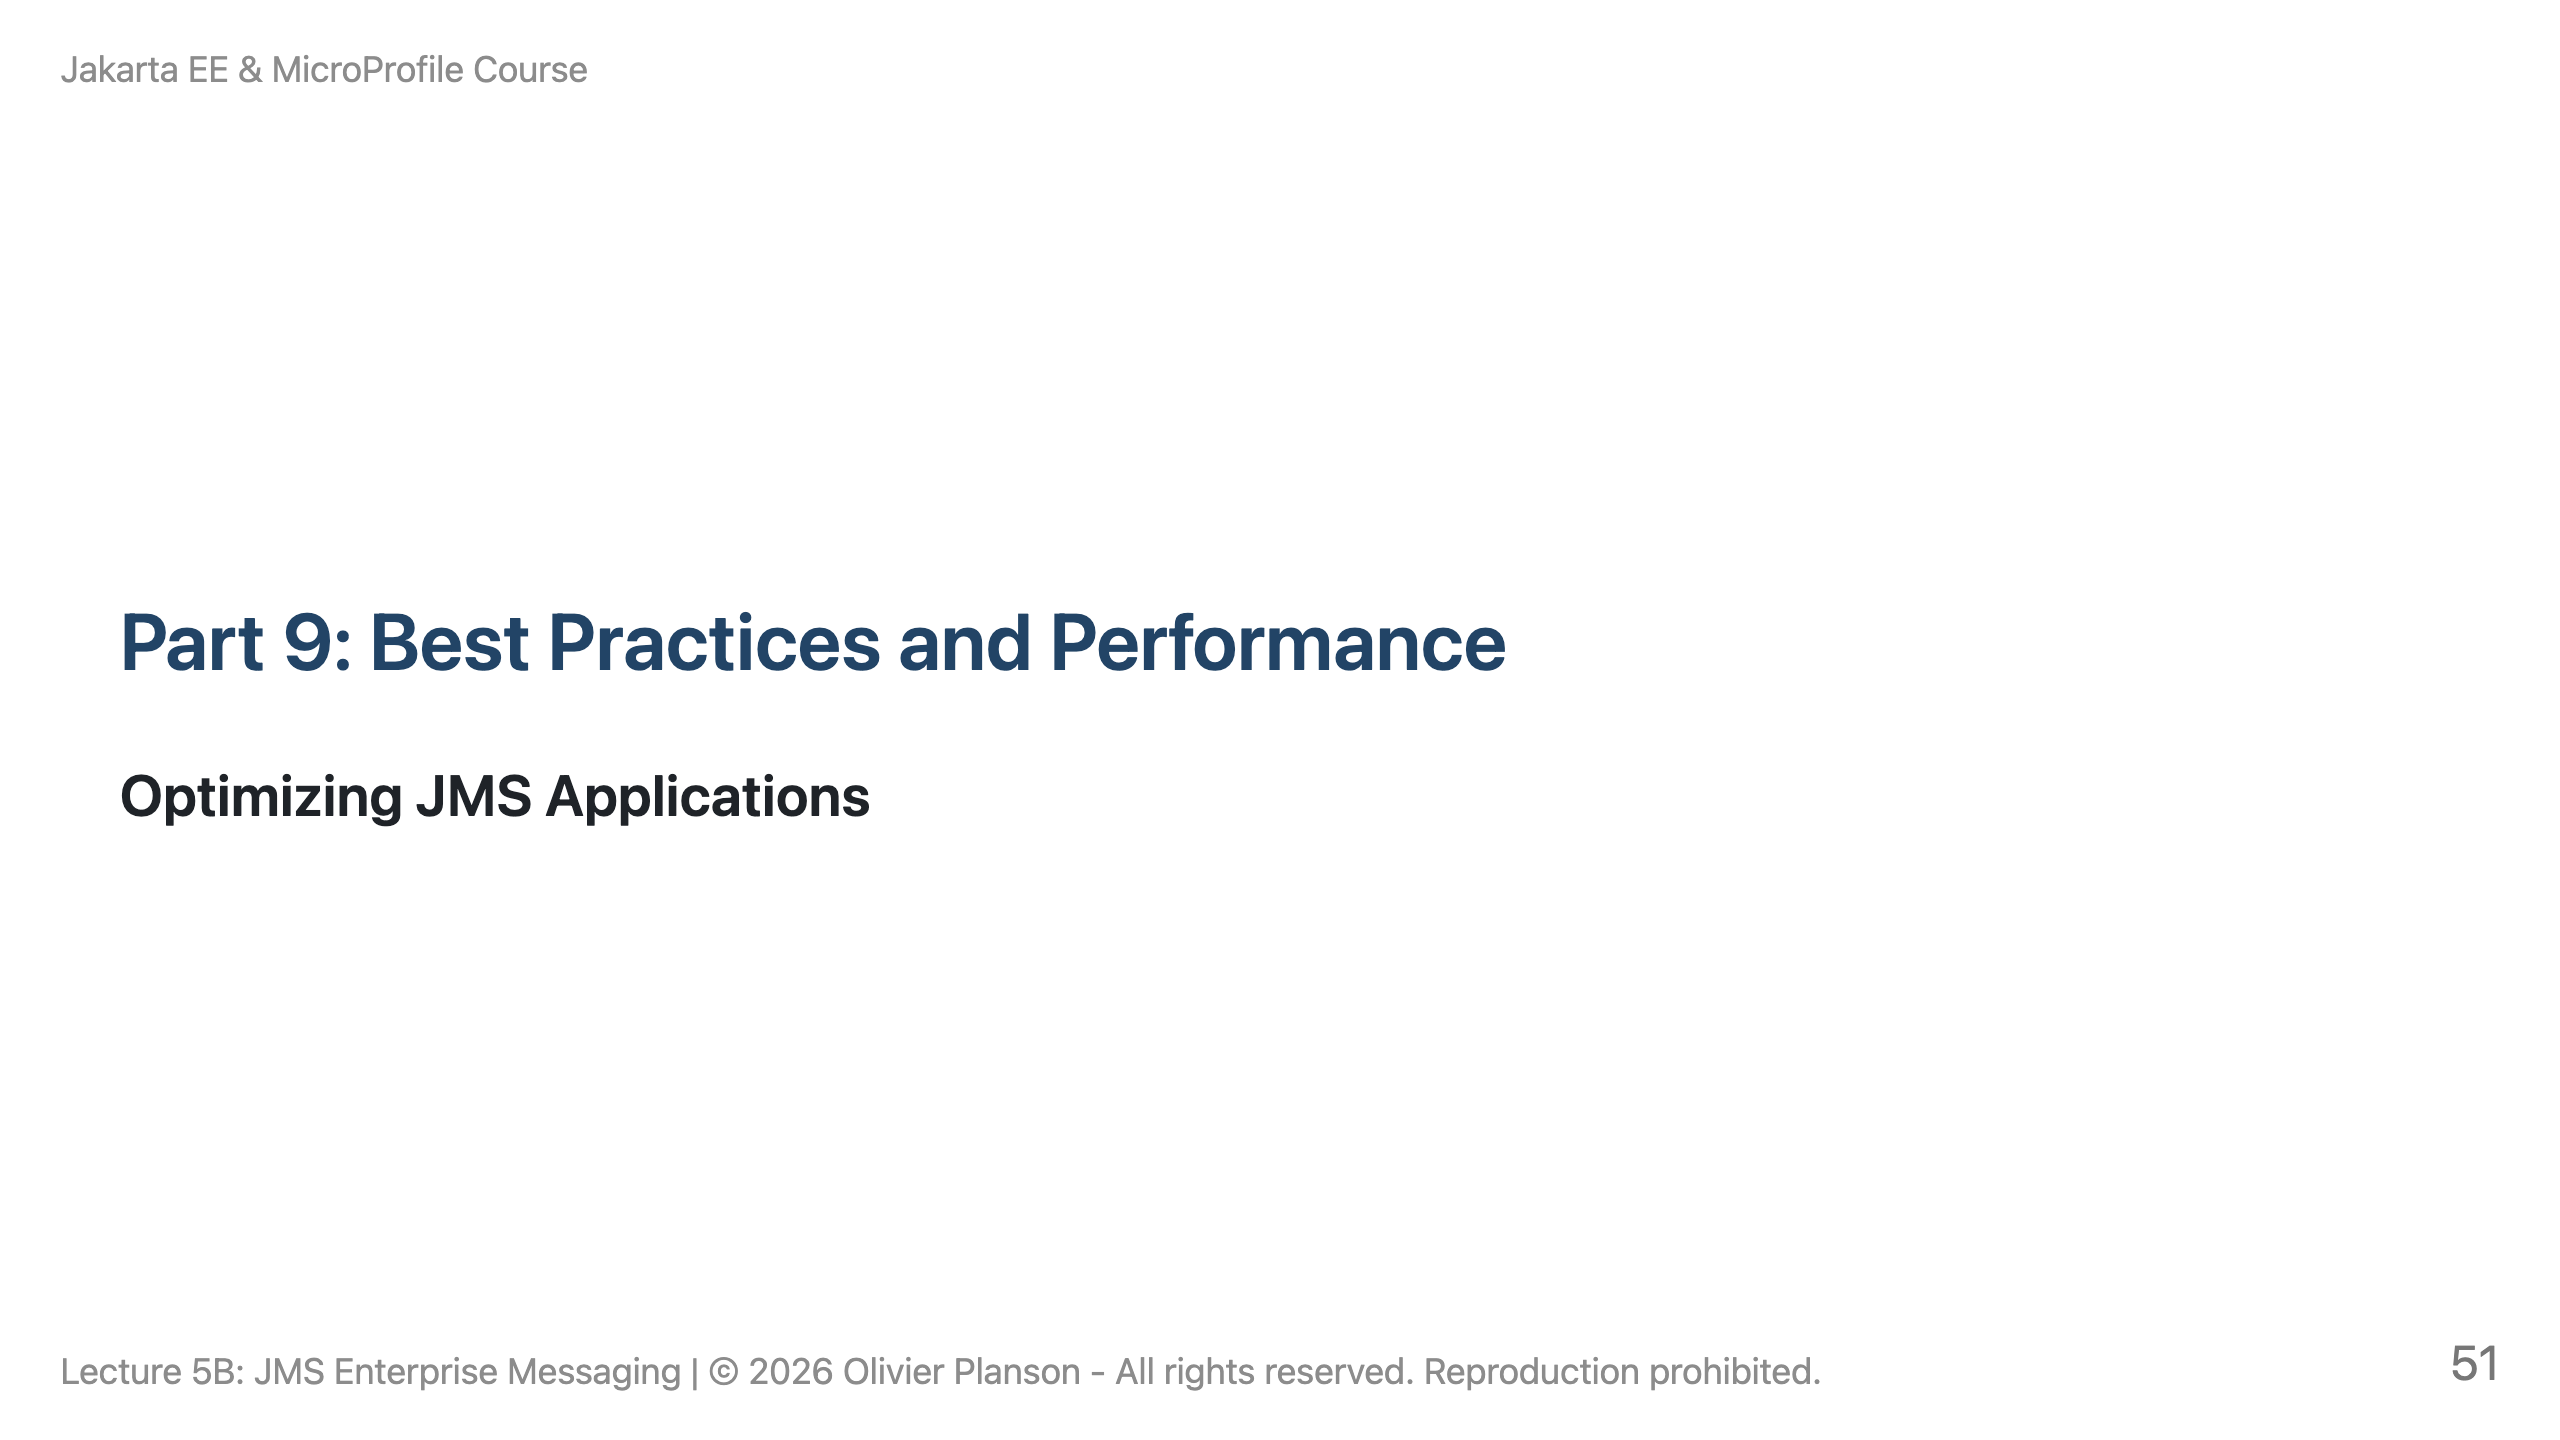 Jakarta EE & MicroProfile Course
Part 9: Best Practices and Performance
Optimizing JMS Applications
Lecture 5B: JMS Enterprise Messaging | © 2026 Olivier Planson - All rights reserved. Reproduction prohibited.
51